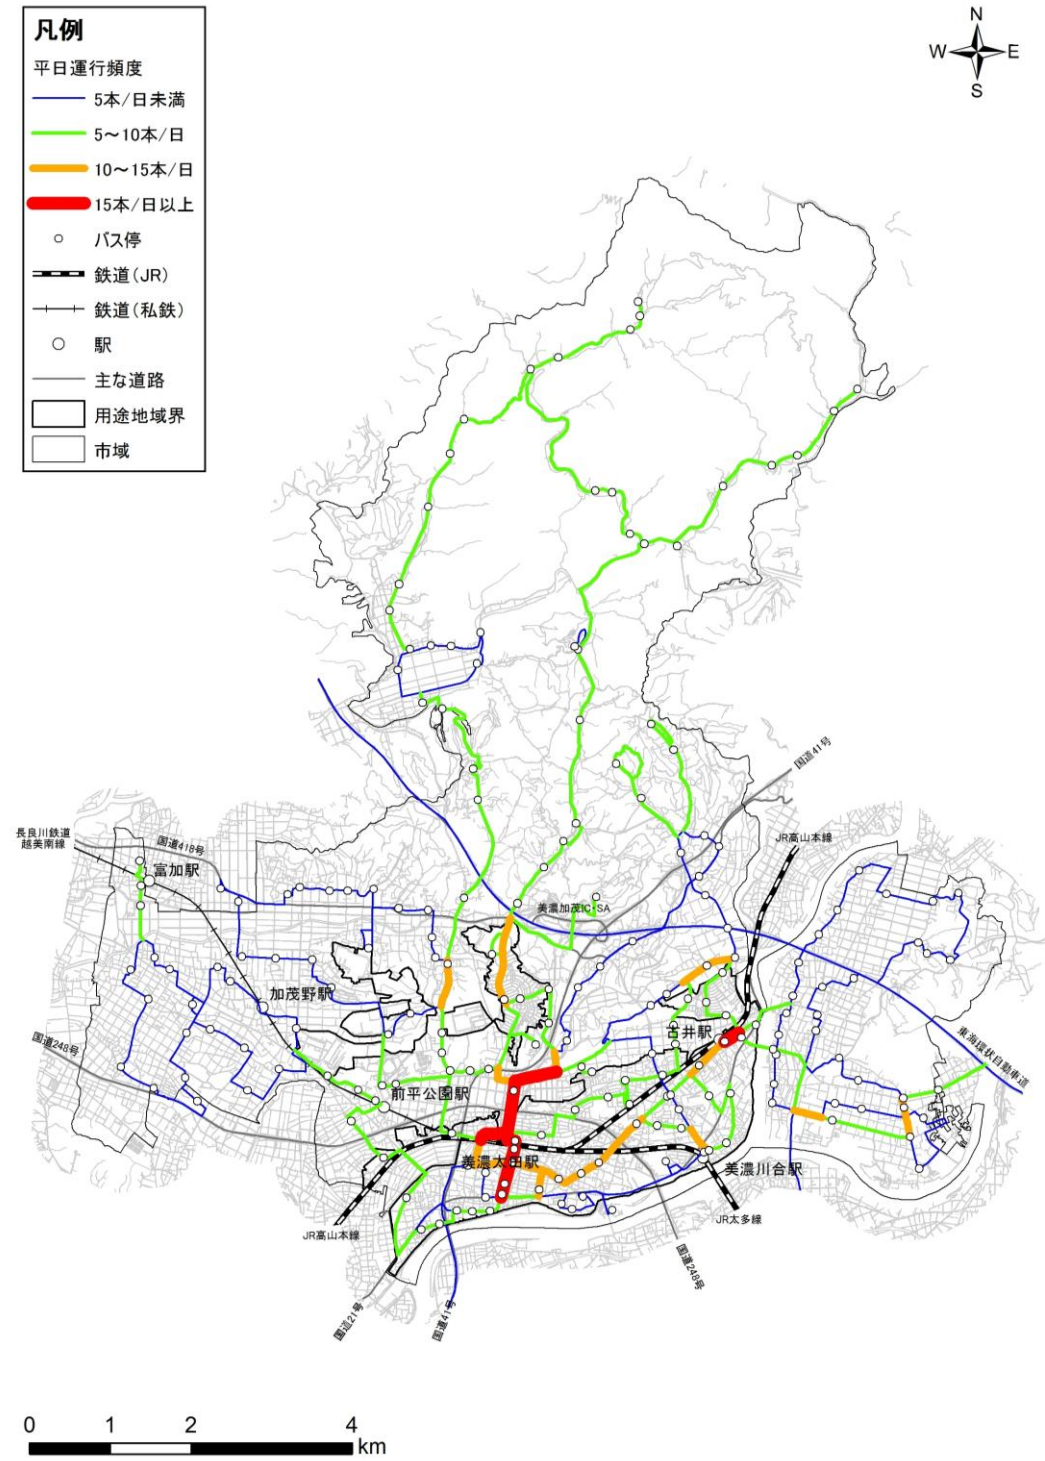 凡例
平日運行頻度
5本/日未満
5～10本/日
10～15本/日
15本/日以上
バス停
鉄道(JR)
鉄道(私鉄)
駅
主な道路
用途地域界
市域
N
W
E
S
国道41号
長良川鉄道
越美南線
国道418号
富加駅
JR高山本線
美濃加茂IC・SA
加茂野駅
古井駅
国道248号
東海環状自動車道
前平公園駅
美濃太田駅
美濃川合駅
JR高山本線
JR太多線
国道248号
国道21号
国道41号
0
1
2
4
km